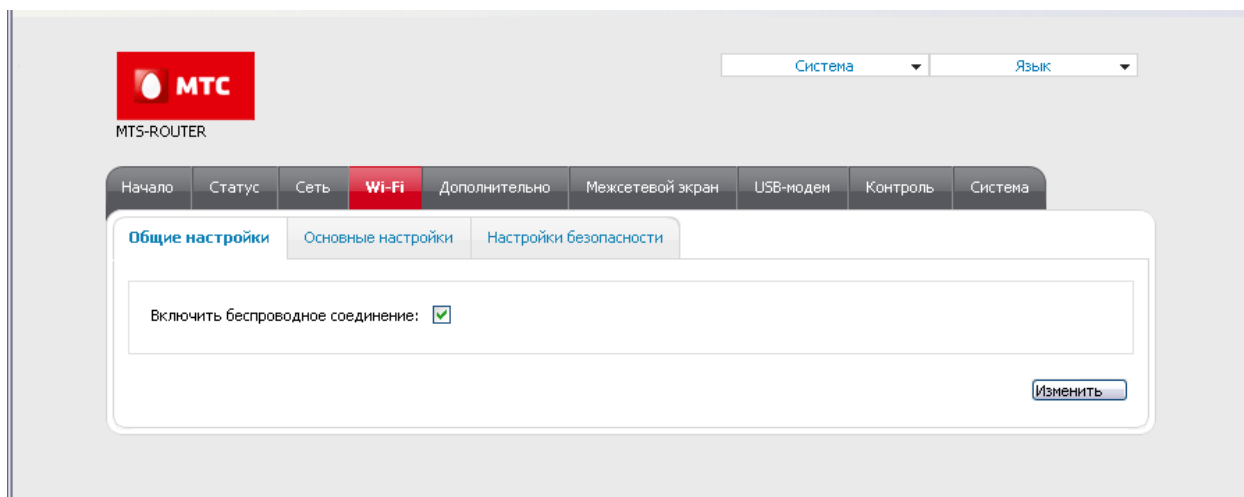 Система Язык
МТС
MTS-ROUTER
Начало Статус Сеть Wi-Fi Дополнительно Межсетевой экран USB-модем Контроль Система
Общие настройки Основные настройки Настройки безопасности
Включить беспроводное соединение:
Изменить